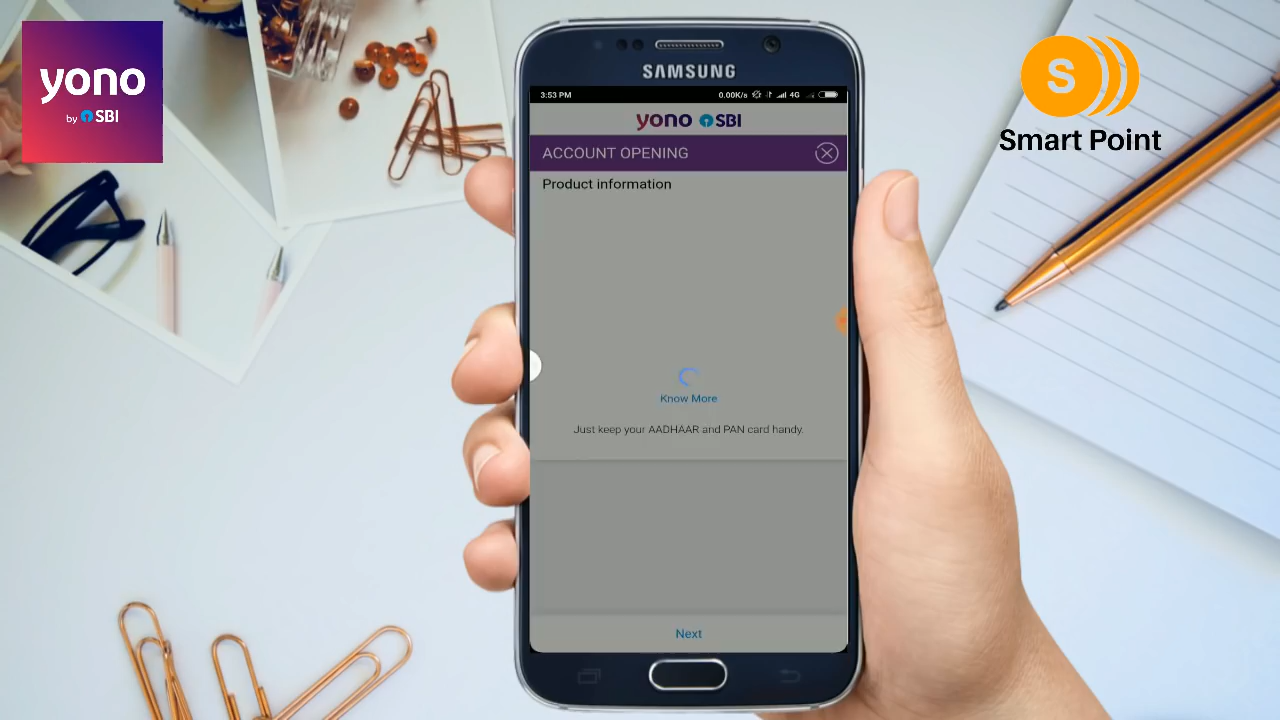 yono
by SBI
S
Smart Point
SAMSUNG
3:53 PM
0.00K/s
4G
yono SBI
ACCOUNT OPENING
Product information
Know More
Just keep your AADHAAR and PAN card handy.
Next